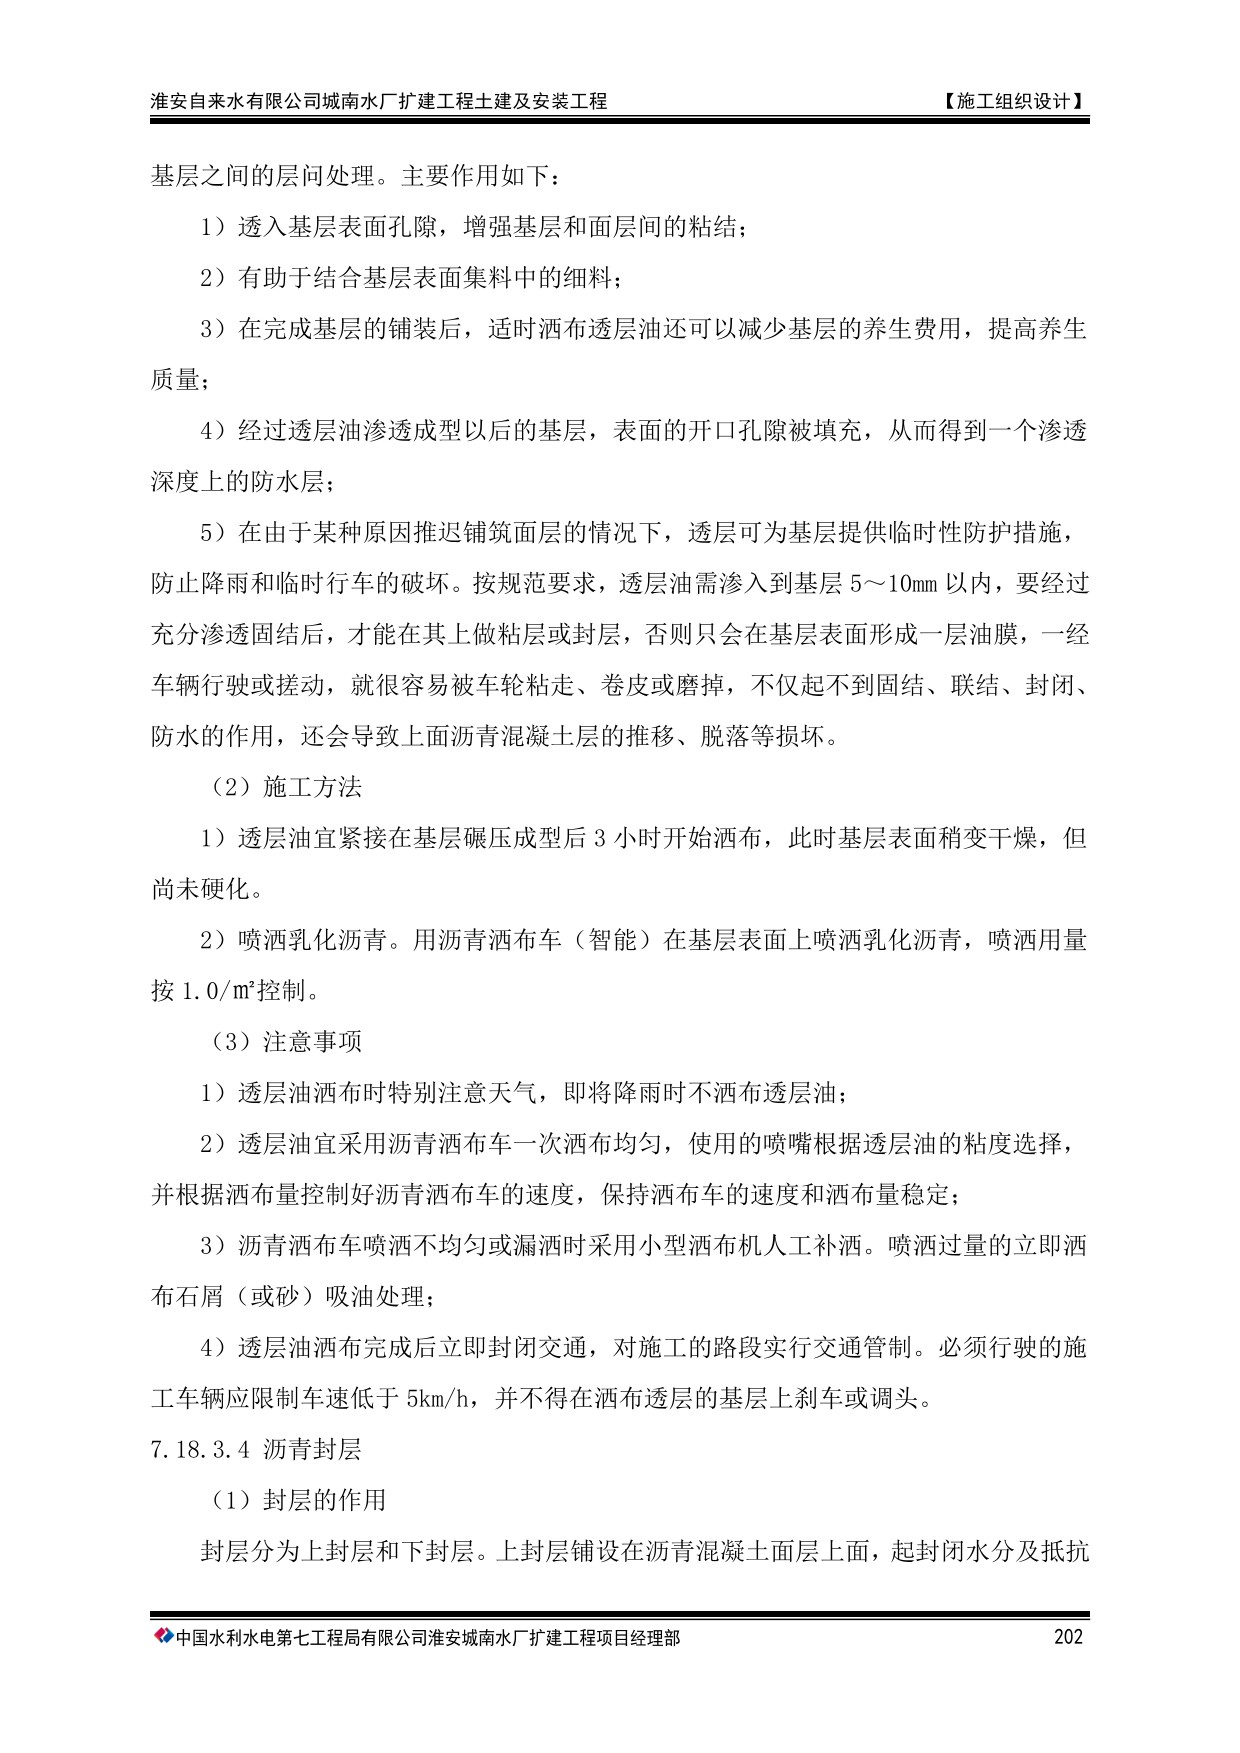 淮安自来水有限公司城南水厂扩建工程土建及安装工程 【施工组织设计】
基层之间的层问处理。主要作用如下：
1）透入基层表面孔隙，增强基层和面层间的粘结；
2）有助于结合基层表面集料中的细料；
3）在完成基层的铺装后，适时洒布透层油还可以减少基层的养生费用，提高养生
质量；
4）经过透层油渗透成型以后的基层，表面的开口孔隙被填充，从而得到一个渗透
深度上的防水层；
5）在由于某种原因推迟铺筑面层的情况下，透层可为基层提供临时性防护措施，
防止降雨和临时行车的破坏。按规范要求，透层油需渗入到基层 5～10mm 以内，要经过
充分渗透固结后，才能在其上做粘层或封层，否则只会在基层表面形成一层油膜，一经
车辆行驶或搓动，就很容易被车轮粘走、卷皮或磨掉，不仅起不到固结、联结、封闭、
防水的作用，还会导致上面沥青混凝土层的推移、脱落等损坏。
（2）施工方法
1）透层油宜紧接在基层碾压成型后 3 小时开始洒布，此时基层表面稍变干燥，但
尚未硬化。
2）喷洒乳化沥青。用沥青洒布车（智能）在基层表面上喷洒乳化沥青，喷洒用量
按 1.0/㎡控制。
（3）注意事项
1）透层油洒布时特别注意天气，即将降雨时不洒布透层油；
2）透层油宜采用沥青洒布车一次洒布均匀，使用的喷嘴根据透层油的粘度选择，
并根据洒布量控制好沥青洒布车的速度，保持洒布车的速度和洒布量稳定；
3）沥青洒布车喷洒不均匀或漏洒时采用小型洒布机人工补洒。喷洒过量的立即洒
布石屑（或砂）吸油处理；
4）透层油洒布完成后立即封闭交通，对施工的路段实行交通管制。必须行驶的施
工车辆应限制车速低于 5km/h，并不得在洒布透层的基层上刹车或调头。
7.18.3.4 沥青封层
（1）封层的作用
封层分为上封层和下封层。上封层铺设在沥青混凝土面层上面，起封闭水分及抵抗
中国水利水电第七工程局有限公司淮安城南水厂扩建工程项目经理部 202